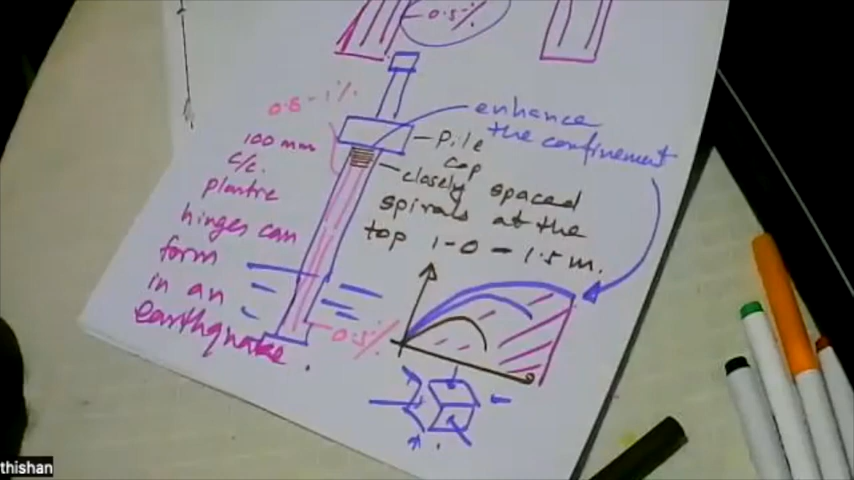 0.5%
0.8-1%
enhance
the confinement
Pile
cap
closely spaced
spirals at the
top 1-0 - 1.5 m.
100 mm
c/c.
plastic
hinges can
form
in an
earthquake.
0.5%
thishan